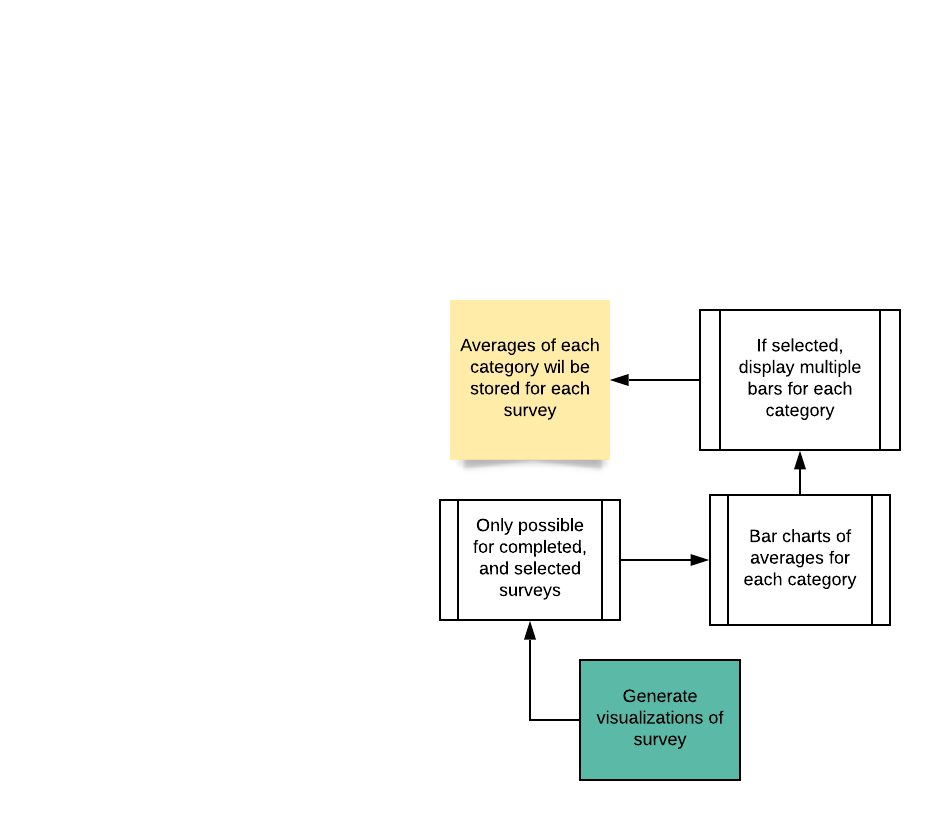 Averages of each
category wil be
stored for each
survey
If selected,
display multiple
bars for each
category
Only possible
for completed,
and selected
surveys
Bar charts of
averages for
each category
Generate
visualizations of
survey